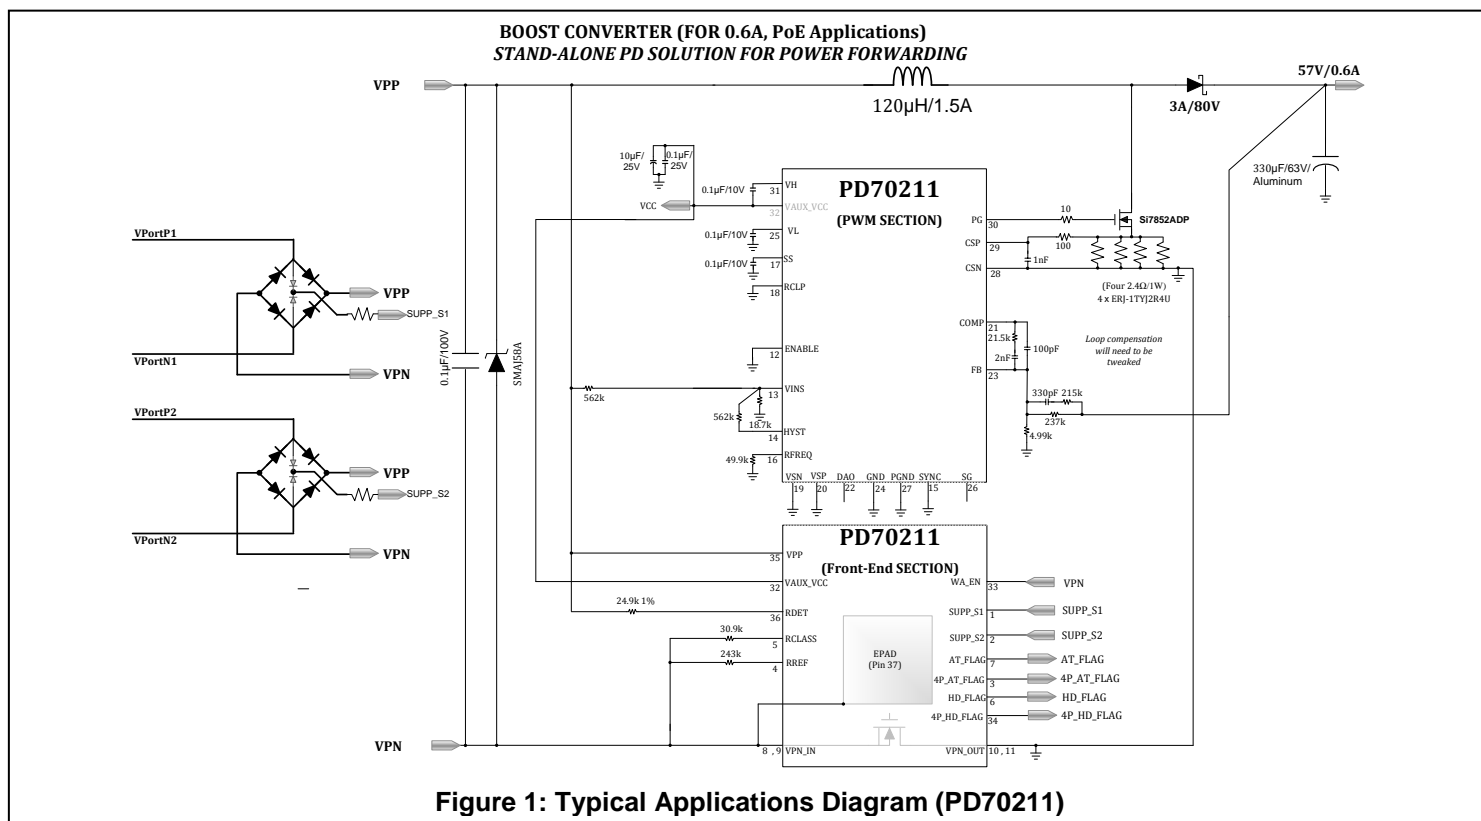 BOOST CONVERTER (FOR 0.6A, PoE Applications)
STAND-ALONE PD SOLUTION FOR POWER FORWARDING
VPP
120µH/1.5A
3A/80V
57V/0.6A
330µF/63V/
Aluminum
10µF/
25V
0.1µF/
25V
0.1µF/10V
VCC
0.1µF/10V
0.1µF/10V
PD70211
(PWM SECTION)
VH
31
VAUX_VCC
32
VL
25
SS
17
RCLP
18
ENABLE
12
VINS
13
HYST
14
RFREQ
16
562k
562k
18.7k
49.9k
PG
30
CSP
29
CSN
28
COMP
21
FB
23
10
Si7852ADP
100
1nF
(Four 2.4Ω/1W)
4 x ERJ-1TYJ2R4U
21.5k
2nF
100pF
Loop compensation
will need to be
tweaked
330pF
215k
237k
4.99k
VSN
19
VSP
20
DAO
22
GND
24
PGND
27
SYNC
15
SG
26
VPortP1
VPP
SUPP_S1
VPortN1
VPN
VPortP2
VPP
SUPP_S2
VPortN2
VPN
0.1µF/100V
SMAJ58A
PD70211
(Front-End SECTION)
VPP
35
VAUX_VCC
32
24.9k 1%
RDET
36
30.9k
RCLASS
5
243k
RREF
4
EPAD
(Pin 37)
WA_EN
33
VPN
SUPP_S1
1
SUPP_S1
SUPP_S2
2
SUPP_S2
AT_FLAG
7
AT_FLAG
4P_AT_FLAG
3
4P_AT_FLAG
HD_FLAG
6
HD_FLAG
4P_HD_FLAG
34
4P_HD_FLAG
VPN
8 , 9
VPN_IN
VPN_OUT
10 , 11
Figure 1: Typical Applications Diagram (PD70211)